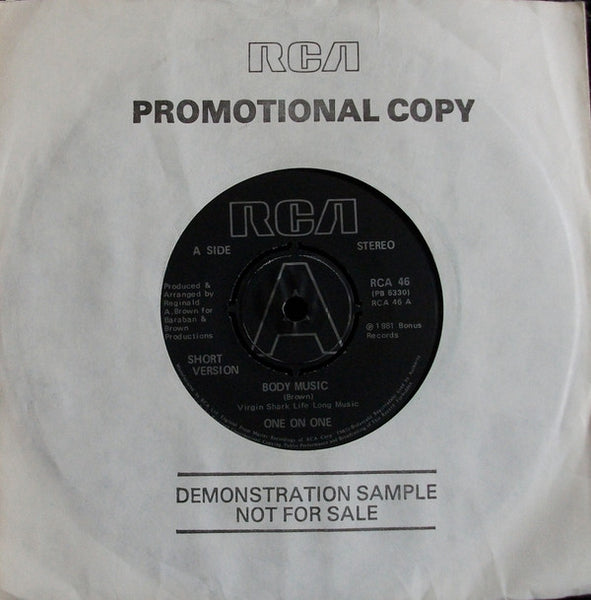 RCA
PROMOTIONAL COPY
RCA
A SIDE
STEREO
Produced &
Arranged by
Reginald
A. Brown for
Baraban &
Brown
Productions
A
RCA 46
(PB 5330)
RCA 46 A
℗ 1981 Bonus
Records
SHORT
VERSION
BODY MUSIC
(Brown)
Virgin Shark Life Long Music
ONE ON ONE
DEMONSTRATION SAMPLE
NOT FOR SALE